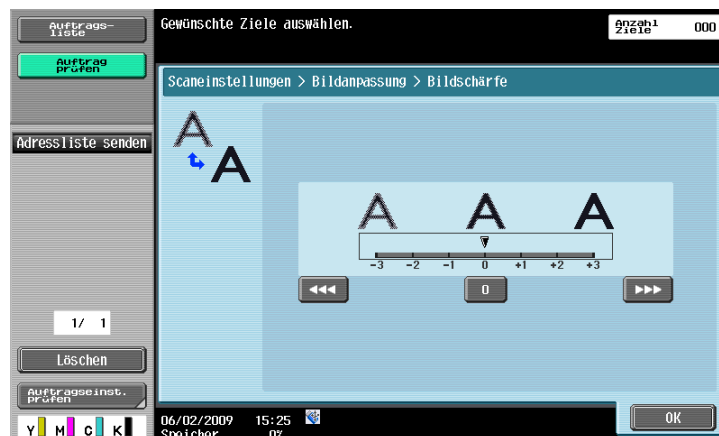 Auftrags-
liste
Gewünschte Ziele auswählen.
Anzahl
Ziele
000
Auftrag
prüfen
Scaneinstellungen > Bildanpassung > Bildschärfe
Adressliste senden
A
A
A A A
-3 -2 -1 0 +1 +2 +3
0
1/ 1
Löschen
Auftragseinst.
prüfen
Y M C K
06/02/2009 15:25
Speicher 0%
OK